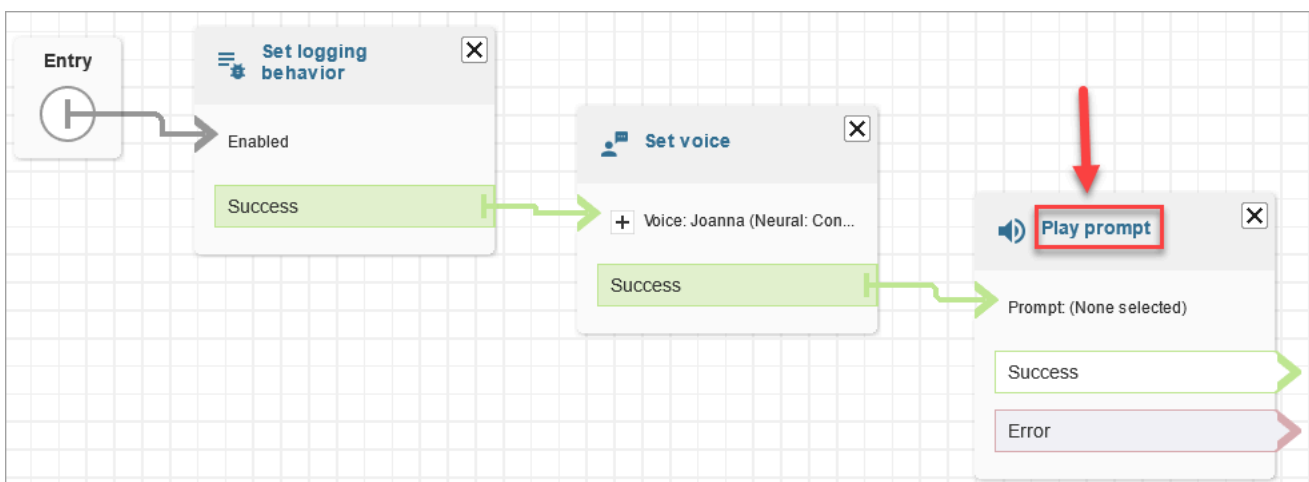 Entry
Set logging
behavior
Enabled
Success
Set voice
Voice: Joanna (Neural: Con...
Success
Play prompt
Prompt: (None selected)
Success
Error